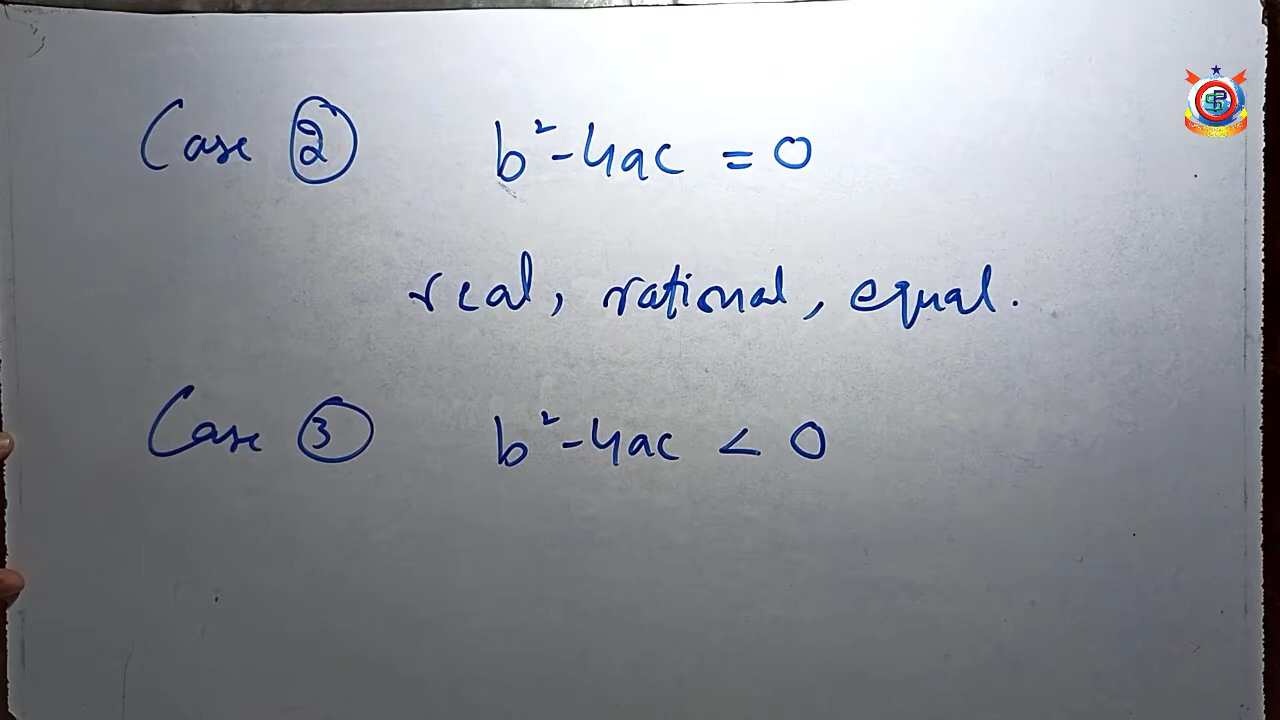 Case ② b²-4ac = 0
real, rational, equal.
Case ③ b²-4ac < 0